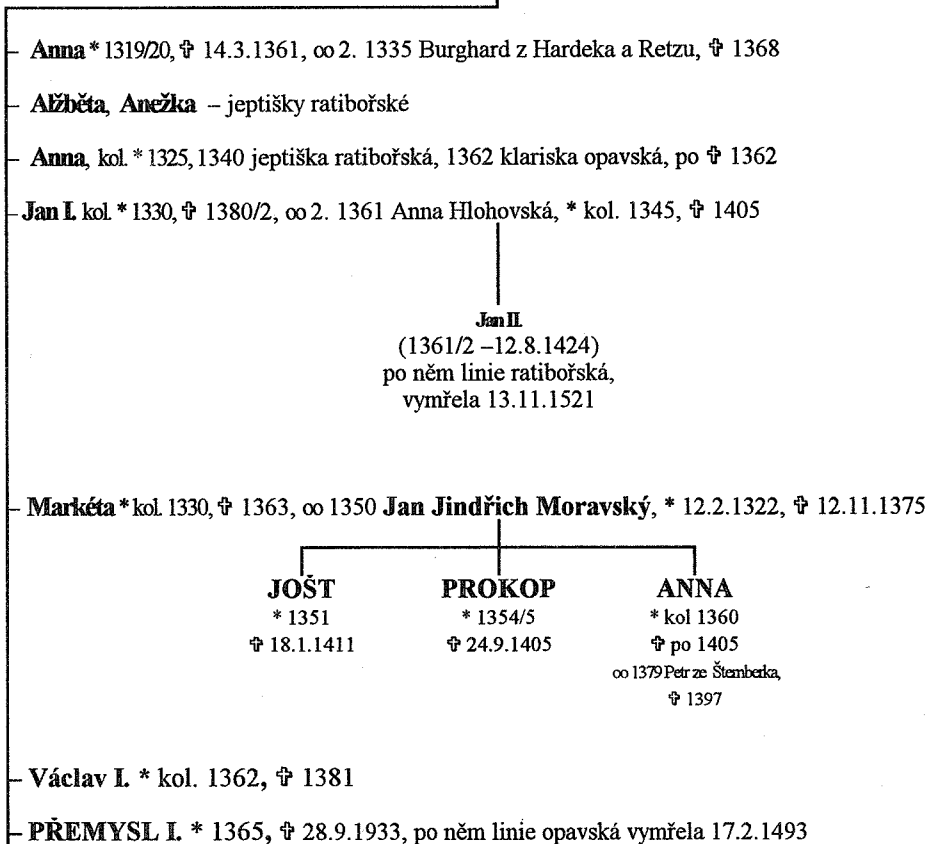 – Anna * 1319/20, ✞ 14.3.1361, ∞ 2. 1335 Burghard z Hardeka a Retzu, ✞ 1368
– Alžběta, Anežka – jeptišky ratibořské
– Anna, kol. * 1325, 1340 jeptiška ratibořská, 1362 klariska opavská, po ✞ 1362
– Jan I. kol. * 1330, ✞ 1380/2, ∞ 2. 1361 Anna Hlohovská, * kol. 1345, ✞ 1405
Jan II.
(1361/2 –12.8.1424)
po něm linie ratibořská,
vymřela 13.11.1521
– Markéta * kol. 1330, ✞ 1363, ∞ 1350 Jan Jindřich Moravský, * 12.2.1322, ✞ 12.11.1375
JOŠT PROKOP ANNA
* 1351 * 1354/5 * kol 1360
✞ 18.1.1411 ✞ 24.9.1405 ✞ po 1405
∞ 1379 Petr ze Štemberka,
✞ 1397
– Václav I. * kol. 1362, ✞ 1381
– PŘEMYSL I. * 1365, ✞ 28.9.1933, po něm linie opavská vymřela 17.2.1493